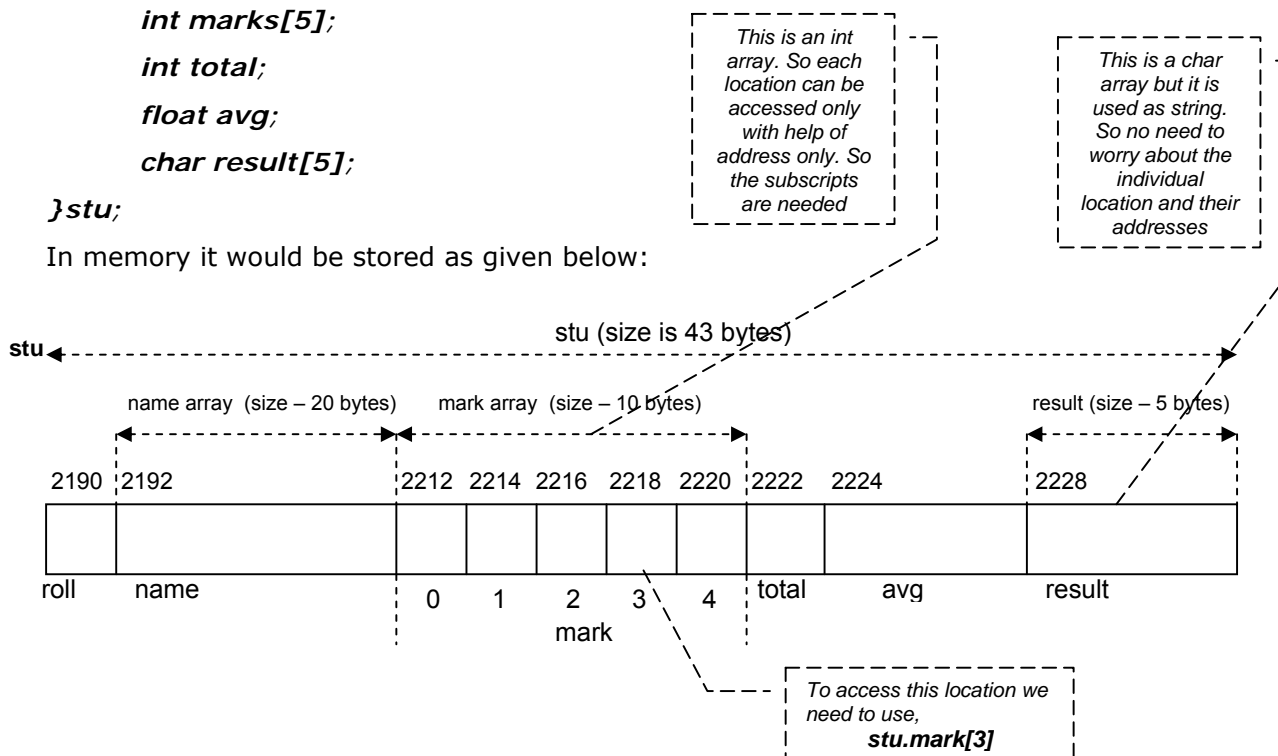 int marks[5];
int total;
float avg;
char result[5];
}stu;
In memory it would be stored as given below:
This is an int
array. So each
location can be
accessed only
with help of
address only. So
the subscripts
are needed
This is a char
array but it is
used as string.
So no need to
worry about the
individual
location and their
addresses
stu (size is 43 bytes)
stu
name array (size – 20 bytes)
mark array (size – 10 bytes)
result (size – 5 bytes)
2190 2192 2212 2214 2216 2218 2220 2222 2224 2228
roll name 0 1 2 3 4 total avg result
mark
To access this location we
need to use,
stu.mark[3]